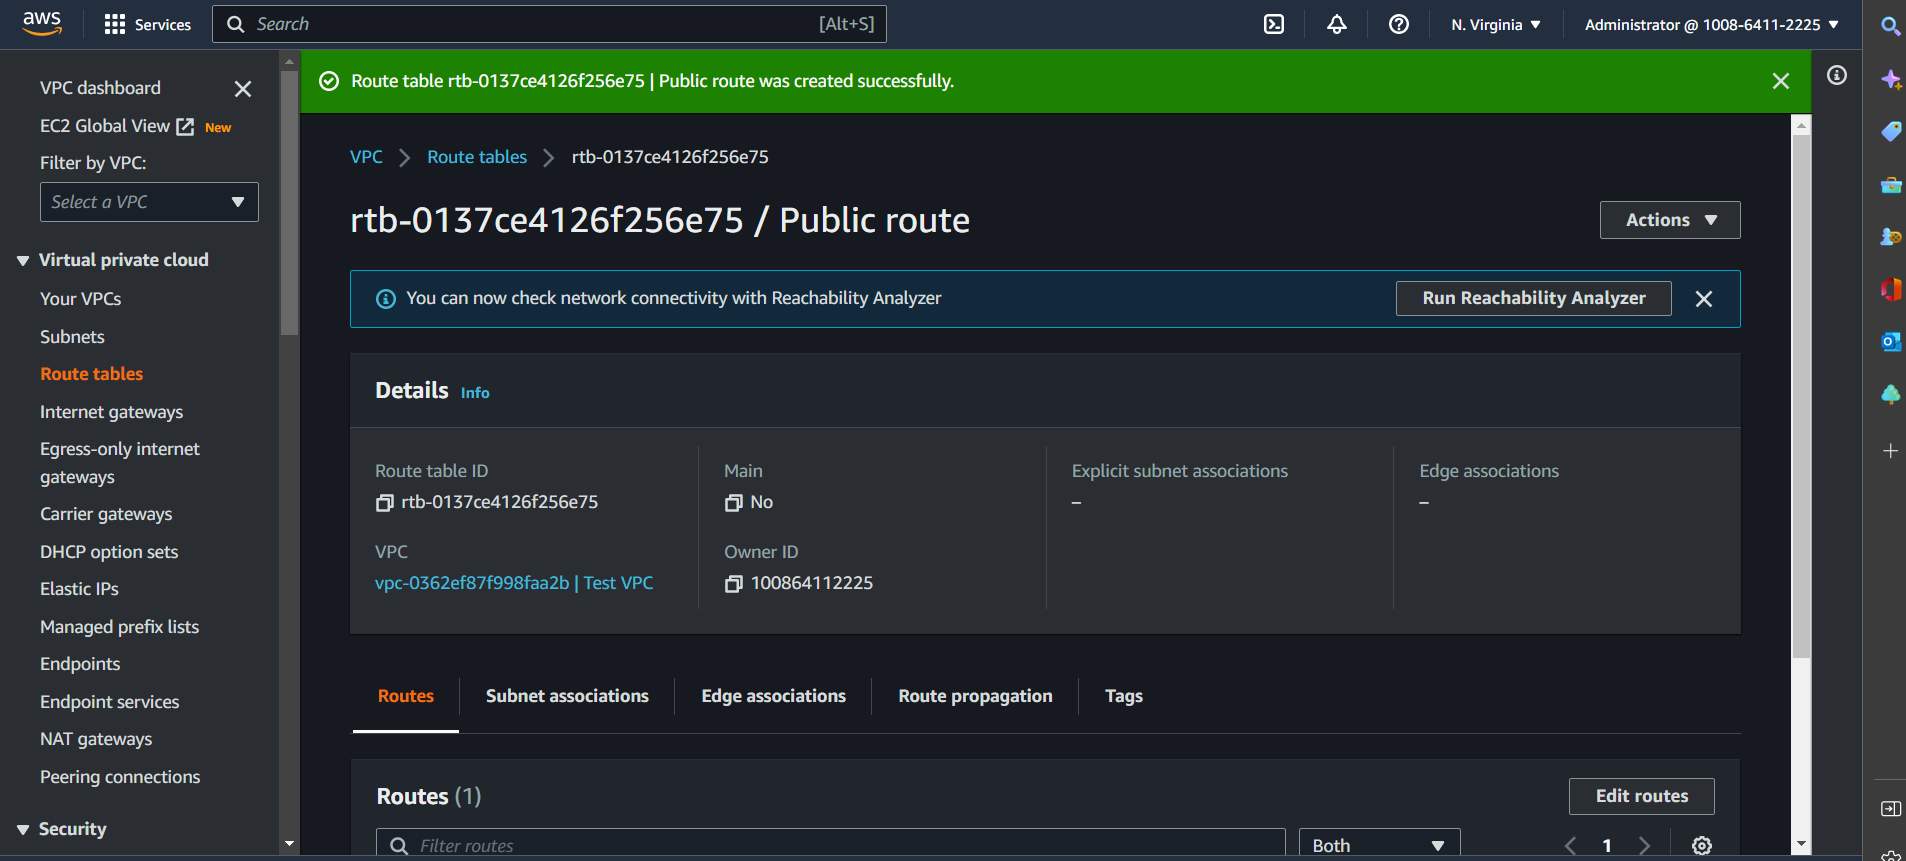 aws
Services
Search
[Alt+S]
N. Virginia
Administrator @ 1008-6411-2225
VPC dashboard
EC2 Global View New
Filter by VPC:
Select a VPC
Virtual private cloud
Your VPCs
Subnets
Route tables
Internet gateways
Egress-only internet
gateways
Carrier gateways
DHCP option sets
Elastic IPs
Managed prefix lists
Endpoints
Endpoint services
NAT gateways
Peering connections
Security
Route table rtb-0137ce4126f256e75 | Public route was created successfully.
VPC
Route tables
rtb-0137ce4126f256e75
rtb-0137ce4126f256e75 / Public route
Actions
You can now check network connectivity with Reachability Analyzer
Run Reachability Analyzer
Details Info
Route table ID
rtb-0137ce4126f256e75
Main
No
Explicit subnet associations
–
Edge associations
–
VPC
vpc-0362ef87f998faa2b | Test VPC
Owner ID
100864112225
Routes
Subnet associations
Edge associations
Route propagation
Tags
Routes (1)
Edit routes
Filter routes
Both
1